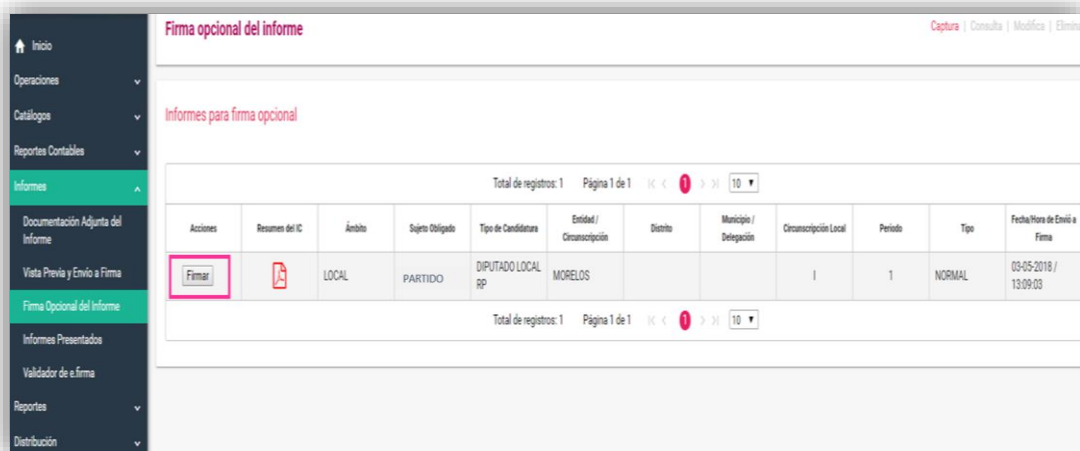 Firma opcional del informe
Captura | Consulta | Modifica | Elimina
Inicio
Operaciones
Catálogos
Reportes Contables
Informes
Documentación Adjunta del
Informe
Vista Previa y Envío a Firma
Firma Opcional del Informe
Informes Presentados
Validador de e.firma
Reportes
Distribución
Informes para firma opcional
Total de registros: 1 Página 1 de 1 1 10
Acciones
Resumen del IC
Ámbito
Sujeto Obligado
Tipo de Candidatura
Entidad /
Circunscripción
Distrito
Municipio /
Delegación
Circunscripción Local
Periodo
Tipo
Fecha/Hora de Envió a
Firma
Firmar
LOCAL
PARTIDO
DIPUTADO LOCAL
RP
MORELOS
I
1
NORMAL
03-05-2018 /
13:09:03
Total de registros: 1 Página 1 de 1 1 10